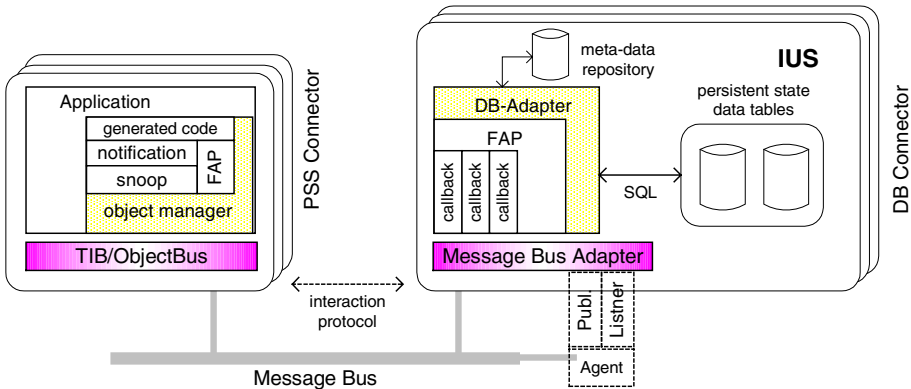 Application
generated code
notification
snoop
FAP
object manager
TIB/ObjectBus
PSS Connector
interaction
protocol
Message Bus
meta-data
repository
IUS
DB-Adapter
FAP
callback
callback
callback
SQL
persistent state
data tables
Message Bus Adapter
DB Connector
Publ.
Listner
Agent